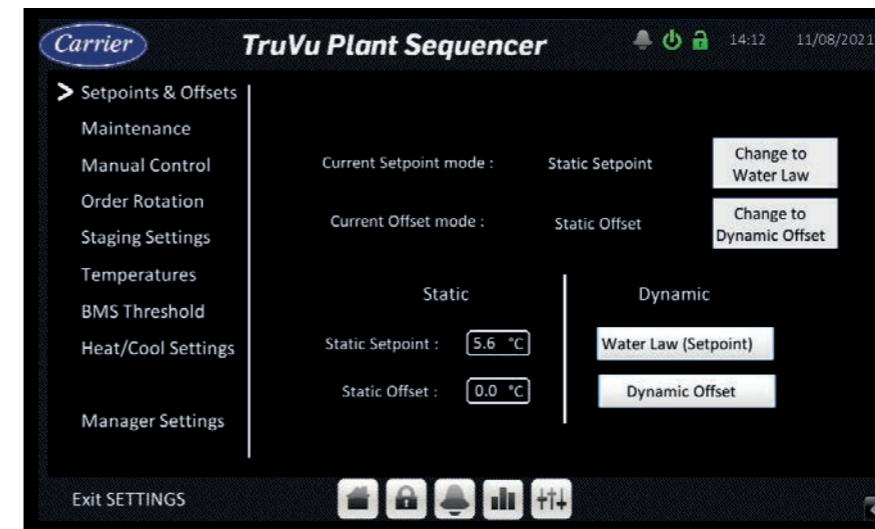 Carrier
TruVu Plant Sequencer
14:12
11/08/2021
Setpoints & Offsets
Maintenance
Manual Control
Order Rotation
Staging Settings
Temperatures
BMS Threshold
Heat/Cool Settings
Manager Settings
Exit SETTINGS
Current Setpoint mode :
Static Setpoint
Change to
Water Law
Current Offset mode :
Static Offset
Change to
Dynamic Offset
Static
Static Setpoint :
5.6 °C
Static Offset :
0.0 °C
Dynamic
Water Law (Setpoint)
Dynamic Offset